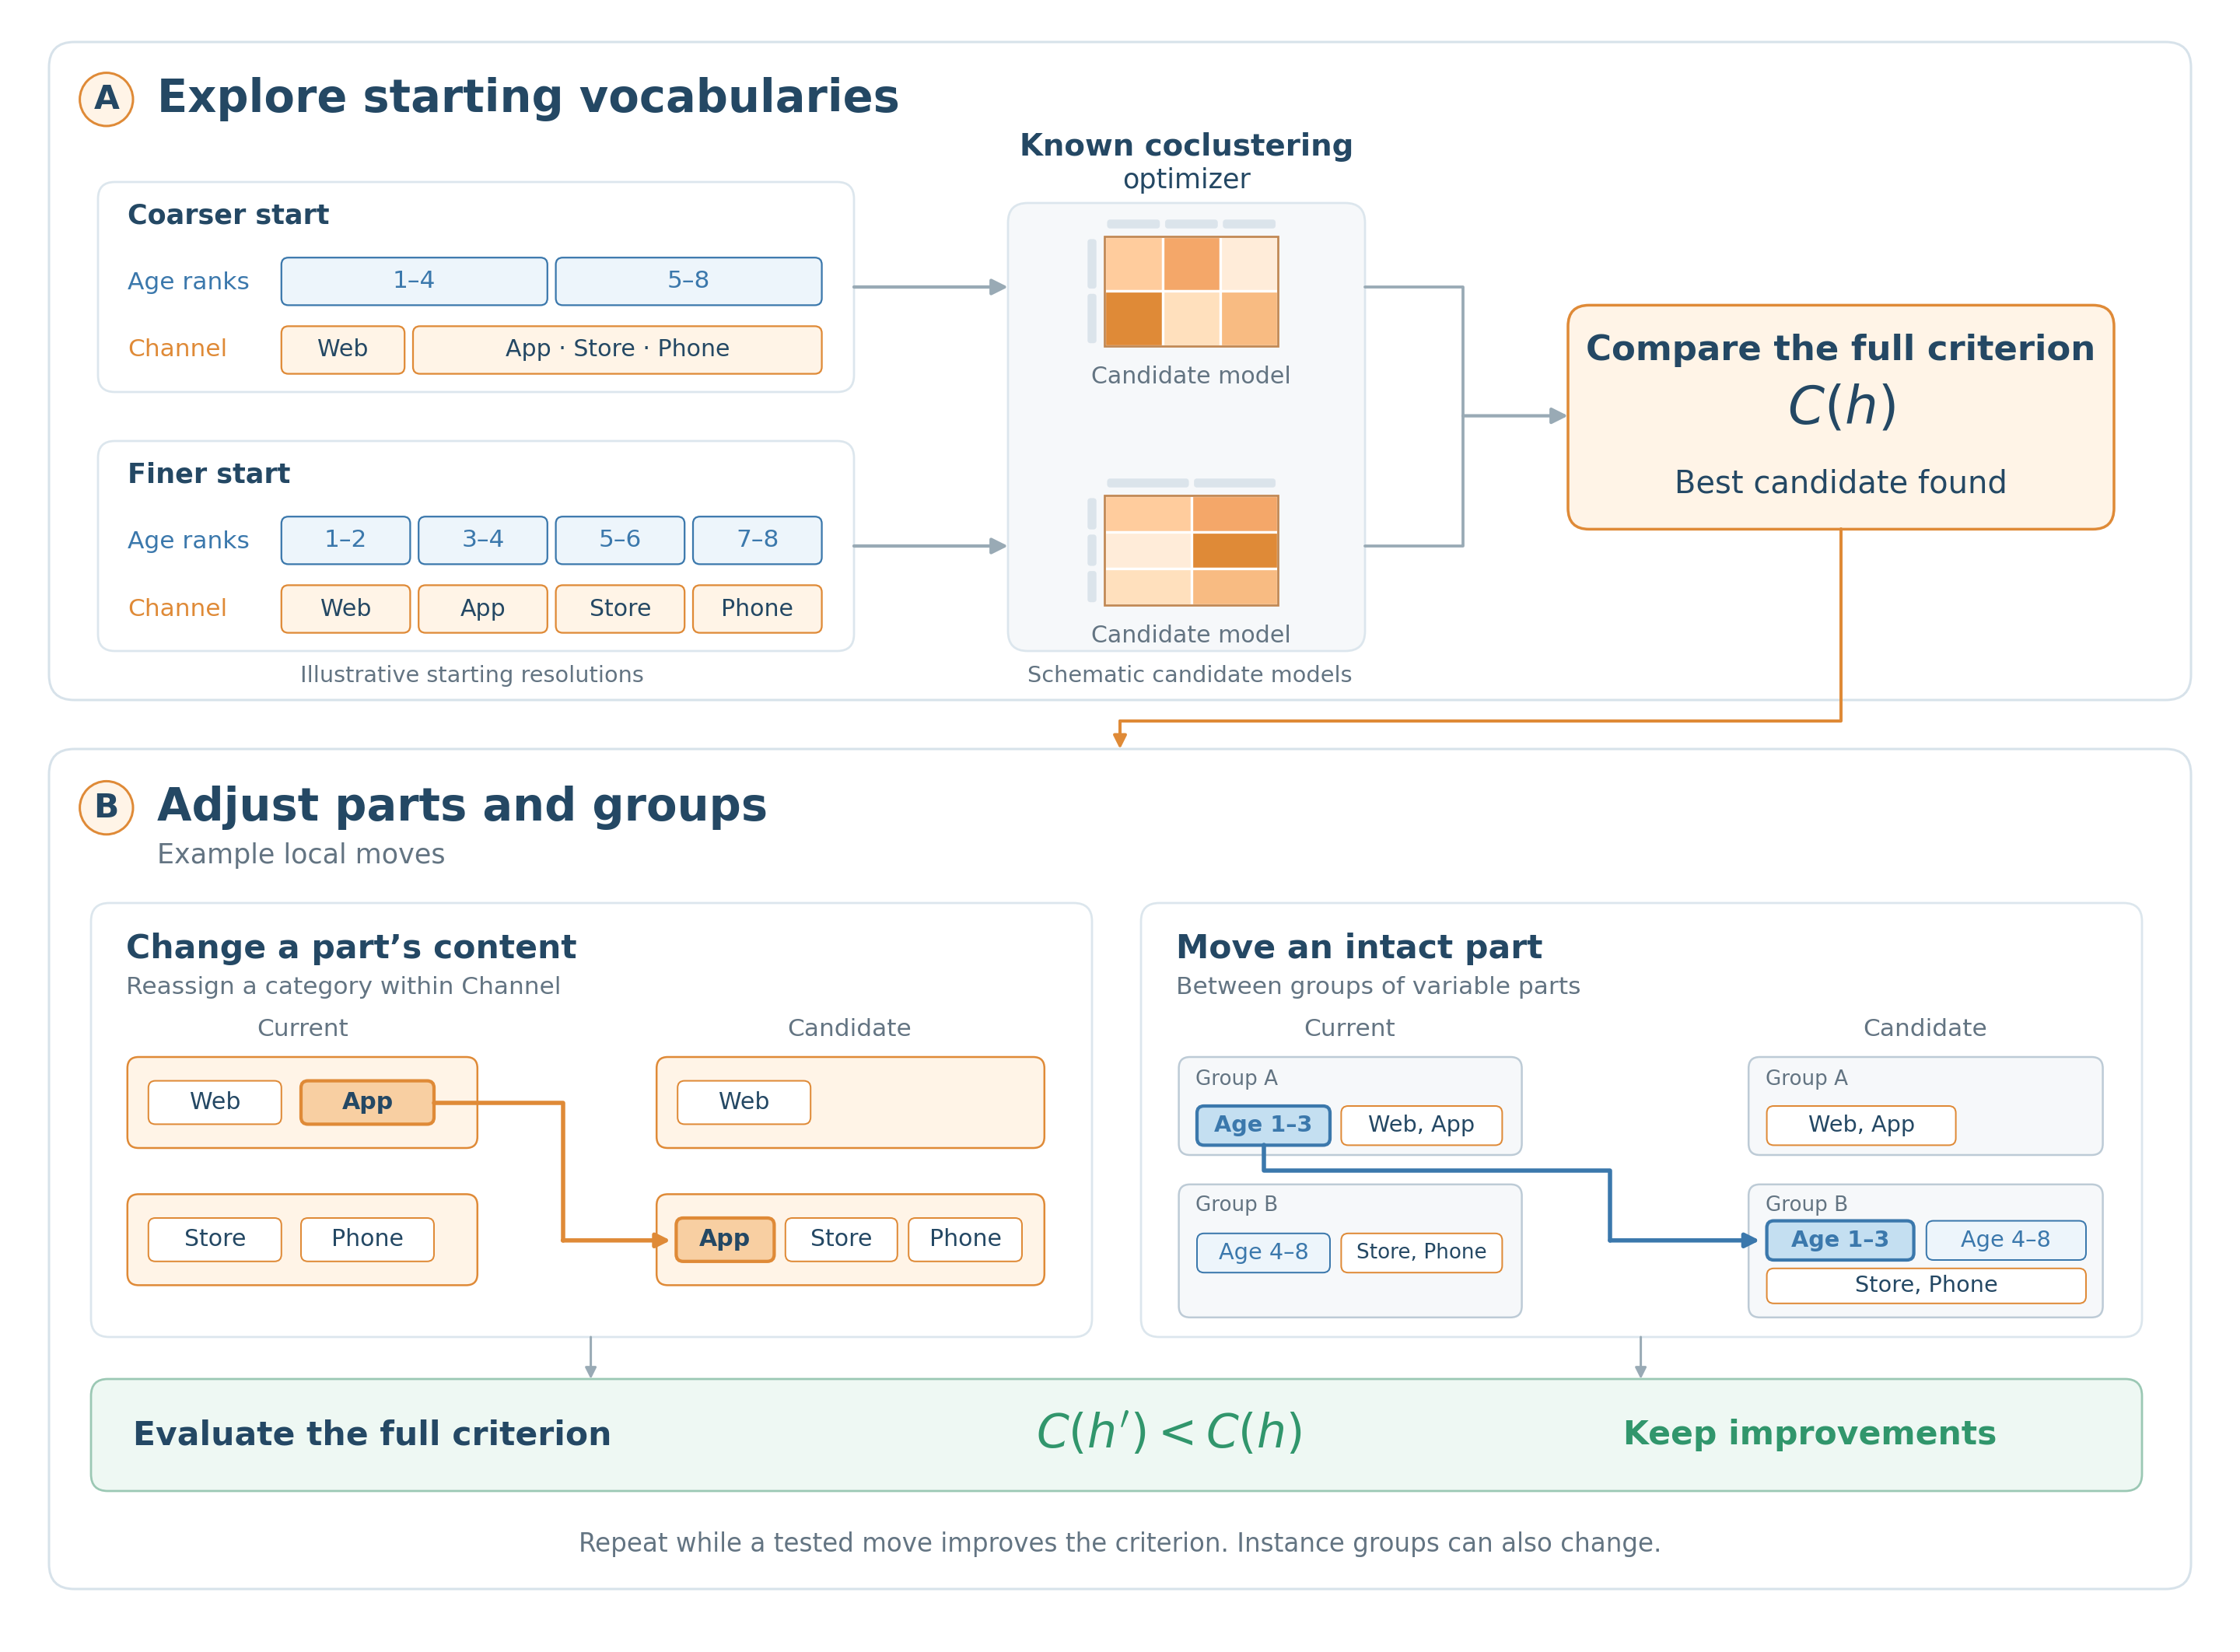 A
Explore starting vocabularies
Known coclustering
optimizer
Coarser start
Age ranks
1–4
5–8
Channel
Web
App · Store · Phone
Candidate model
Compare the full criterion
C(h)
Best candidate found
Finer start
Age ranks
1–2
3–4
5–6
7–8
Channel
Web
App
Store
Phone
Candidate model
Illustrative starting resolutions
Schematic candidate models
B
Adjust parts and groups
Example local moves
Change a part’s content
Reassign a category within Channel
Current
Candidate
Web
App
Web
Store
Phone
App
Store
Phone
Move an intact part
Between groups of variable parts
Current
Candidate
Group A
Age 1–3
Web, App
Group A
Web, App
Group B
Age 4–8
Store, Phone
Group B
Age 1–3
Age 4–8
Store, Phone
Evaluate the full criterion
C(h′) < C(h)
Keep improvements
Repeat while a tested move improves the criterion. Instance groups can also change.